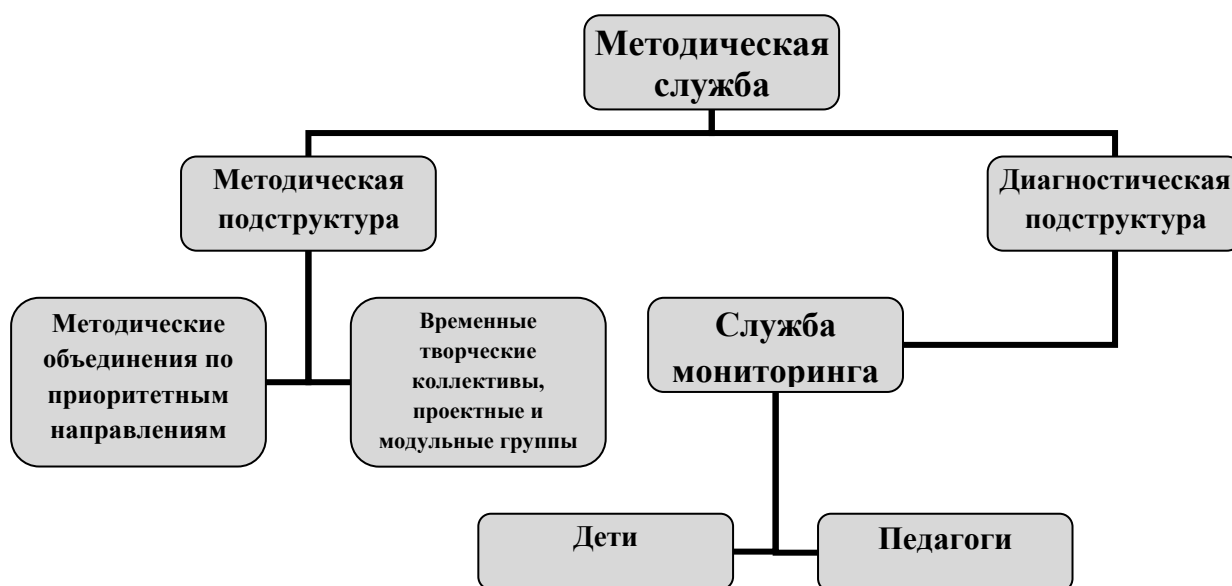 Методическая
служба
Методическая
подструктура
Диагностическая
подструктура
Методические
объединения по
приоритетным
направлениям
Временные
творческие
коллективы,
проектные и
модульные группы
Служба
мониторинга
Дети
Педагоги